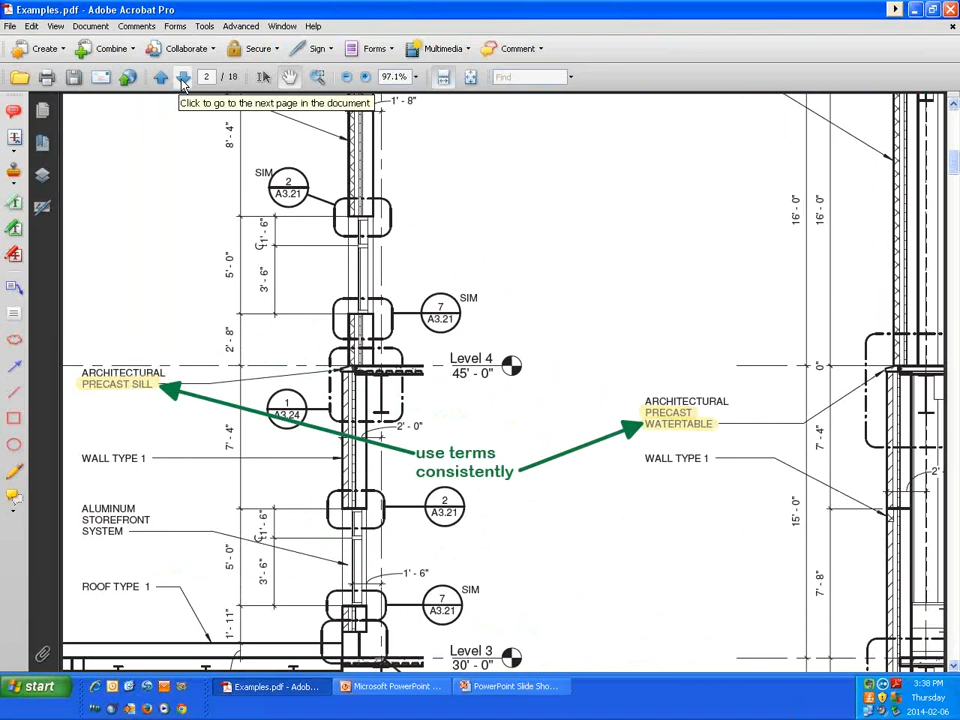 Examples.pdf - Adobe Acrobat Pro
File Edit View Document Comments Forms Tools Advanced Window Help
Create Combine Collaborate Secure Sign Forms Multimedia Comment
2 / 18 97.1% Find
Click to go to the next page in the document
1' - 8"
8' - 4"
SIM
2
A3.21
1' - 6"
5' - 0"
3' - 6"
16' - 0"
16' - 0"
SIM
7
A3.21
2' - 8"
Level 4
45' - 0"
0"
ARCHITECTURAL
PRECAST SILL
1
A3.24
7' - 4"
2' - 0"
ARCHITECTURAL
PRECAST
WATERTABLE
7' - 4"
use terms
consistently
WALL TYPE 1
WALL TYPE 1
2'
2
A3.21
ALUMINUM
STOREFRONT
SYSTEM
1' - 6"
5' - 0"
3' - 6"
15' - 0"
1' - 6"
ROOF TYPE 1
SIM
7
A3.21
7' - 8"
1' - 11"
Level 3
30' - 0"
start
Examples.pdf - Adob...
Microsoft PowerPoint ...
PowerPoint Slide Sho...
3:38 PM
Thursday
2014-02-06